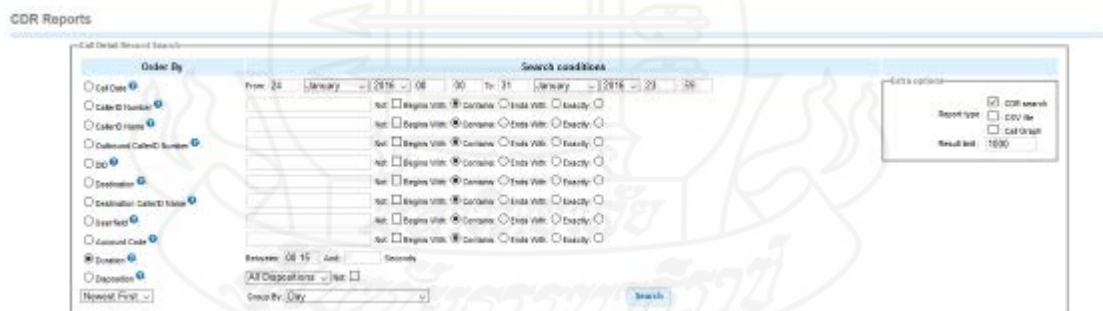 CDR Reports
Call Detail Record Search
Order By Search conditions
Call Date From: 24 January 2016 00 00 To: 31 January 2016 23 59
CallerID Number Not: Begins With: Contains: Ends With: Exactly:
CallerID Name Not: Begins With: Contains: Ends With: Exactly:
Outbound CallerID Number Not: Begins With: Contains: Ends With: Exactly:
DID Not: Begins With: Contains: Ends With: Exactly:
Destination Not: Begins With: Contains: Ends With: Exactly:
Destination CallerID Name Not: Begins With: Contains: Ends With: Exactly:
Userfield Not: Begins With: Contains: Ends With: Exactly:
Account Code Not: Begins With: Contains: Ends With: Exactly:
Duration Between: 00 15 And: Seconds
Disposition All Dispositions Not:
Newest First Group By: Day Search
Extra options
Report type CDR search
CSV file
Call Graph
Result limit 1000